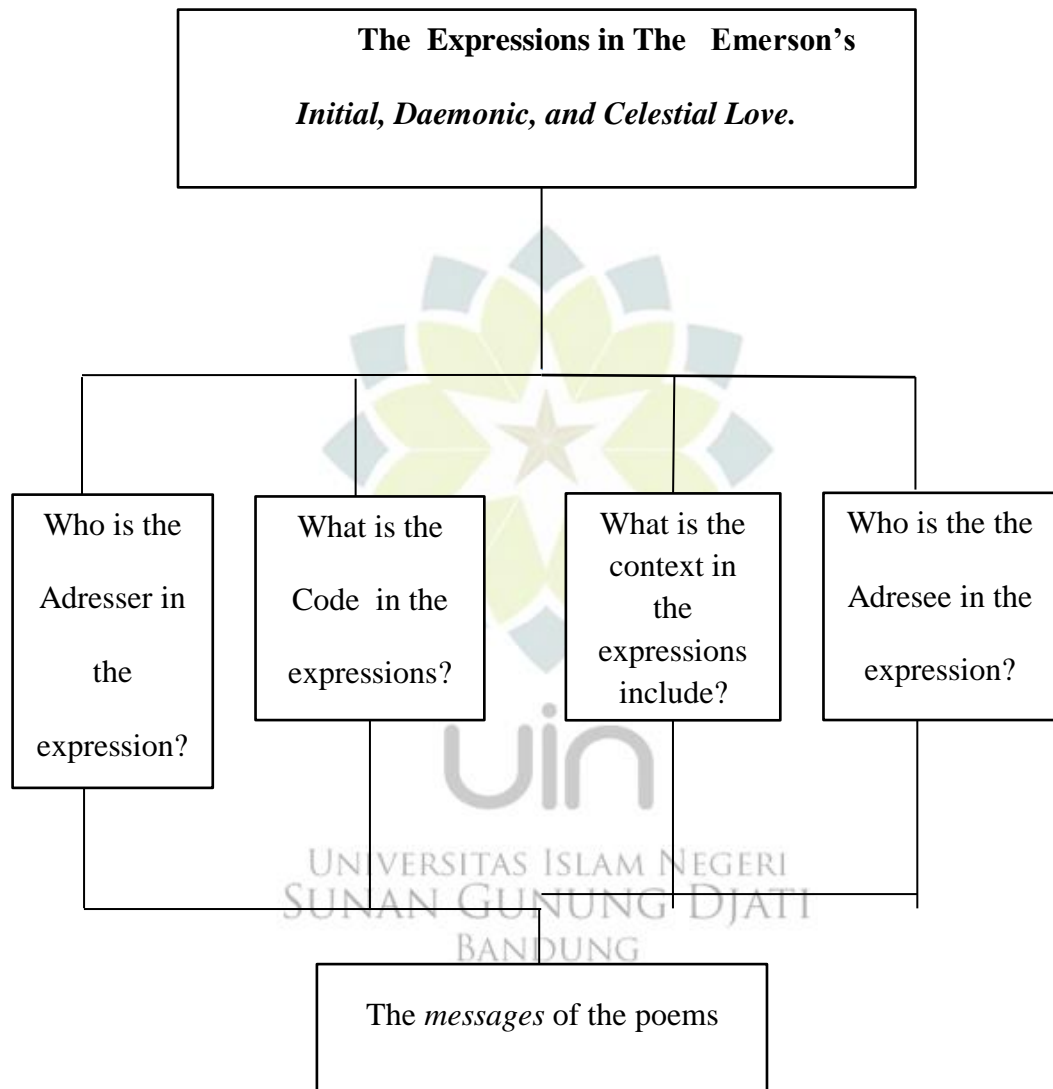 The Expressions in The Emerson's
Initial, Daemonic, and Celestial Love.
Who is the
Adresser in
the
expression?
What is the
Code in the
expressions?
What is the
context in
the
expressions
include?
Who is the the
Adresee in the
expression?
uin
UNIVERSITAS ISLAM NEGERI
SUNAN GUNUNG DJATI
BANDUNG
The messages of the poems